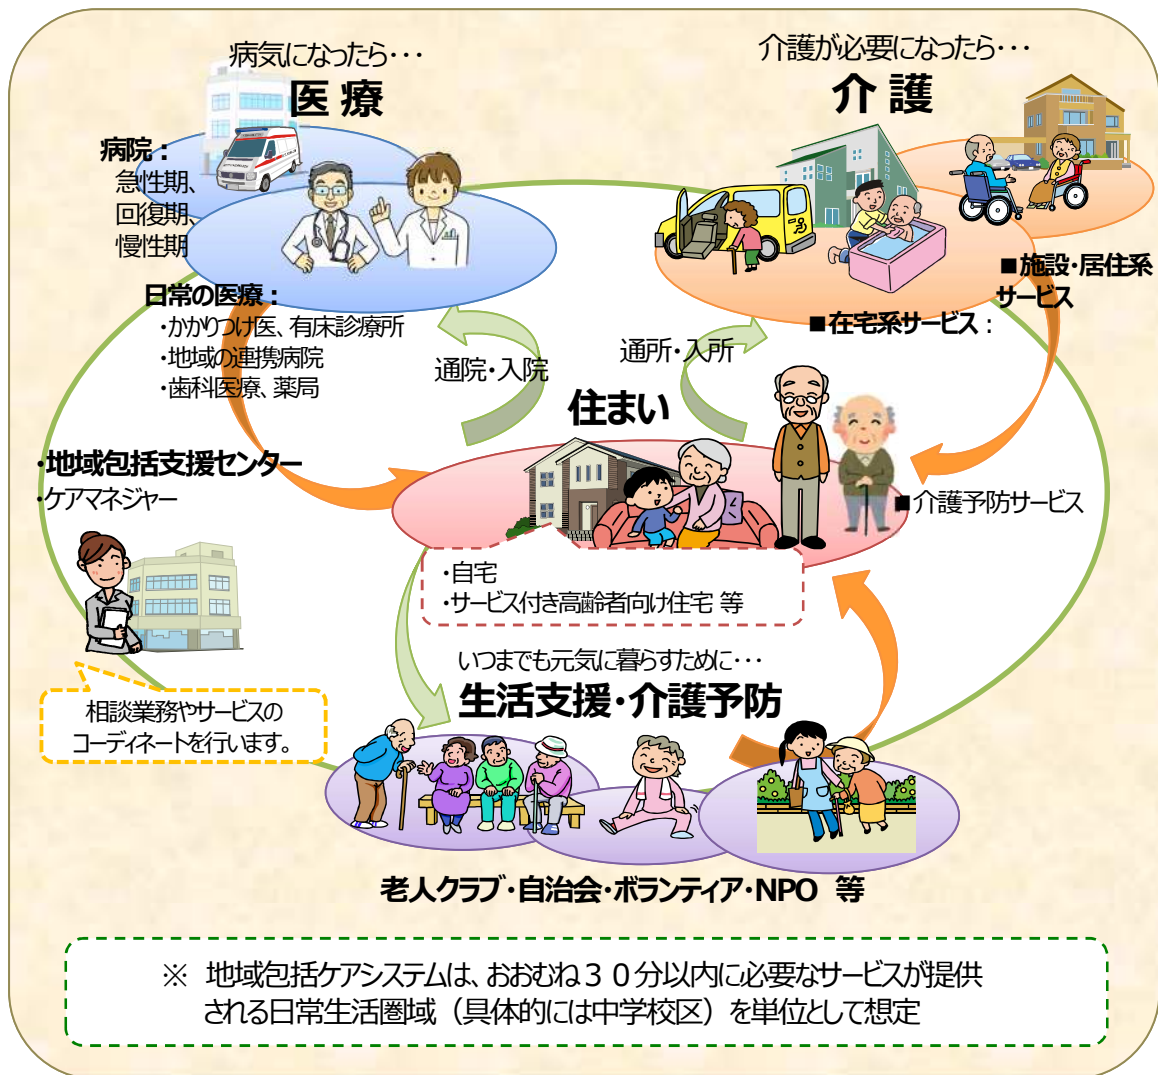 病気になったら・・・
医 療
病院：
急性期、
回復期、
慢性期
日常の医療：
・かかりつけ医、有床診療所
・地域の連携病院
・歯科医療、薬局
介護が必要になったら・・・
介 護
■施設・居住系
サービス
■在宅系サービス：
通院・入院
通所・入所
住まい
・地域包括支援センター
・ケアマネジャー
■介護予防サービス
・自宅
・サービス付き高齢者向け住宅 等
相談業務やサービスの
コーディネートを行います。
いつまでも元気に暮らすために・・・
生活支援・介護予防
老人クラブ・自治会・ボランティア・NPO 等
※ 地域包括ケアシステムは、おおむね３０分以内に必要なサービスが提供
される日常生活圏域（具体的には中学校区）を単位として想定